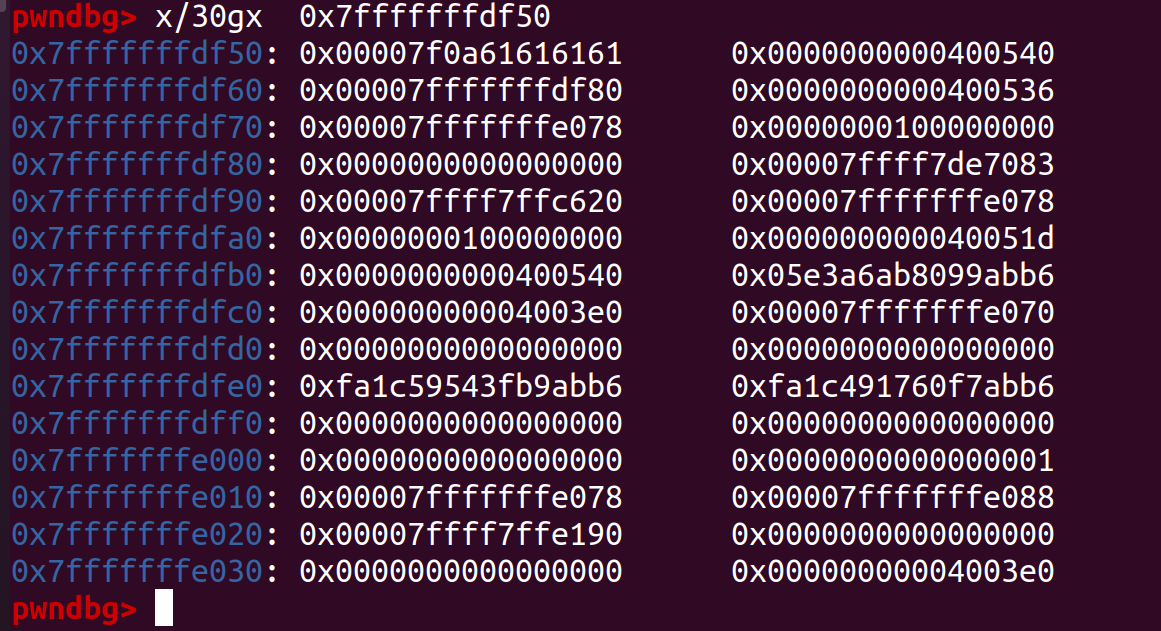 pwndbg> x/30gx 0x7fffffffdf50
0x7fffffffdf50: 0x00007f0a61616161 0x0000000000400540
0x7fffffffdf60: 0x00007fffffffdf80 0x0000000000400536
0x7fffffffdf70: 0x00007fffffffe078 0x0000000100000000
0x7fffffffdf80: 0x0000000000000000 0x00007ffff7de7083
0x7fffffffdf90: 0x00007ffff7ffc620 0x00007fffffffe078
0x7fffffffdfa0: 0x0000000100000000 0x000000000040051d
0x7fffffffdfb0: 0x0000000000400540 0x05e3a6ab8099abb6
0x7fffffffdfc0: 0x00000000004003e0 0x00007fffffffe070
0x7fffffffdfd0: 0x0000000000000000 0x0000000000000000
0x7fffffffdfe0: 0xfa1c59543fb9abb6 0xfa1c491760f7abb6
0x7fffffffdff0: 0x0000000000000000 0x0000000000000000
0x7fffffffe000: 0x0000000000000000 0x0000000000000001
0x7fffffffe010: 0x00007fffffffe078 0x00007fffffffe088
0x7fffffffe020: 0x00007ffff7ffe190 0x0000000000000000
0x7fffffffe030: 0x0000000000000000 0x00000000004003e0
pwndbg>